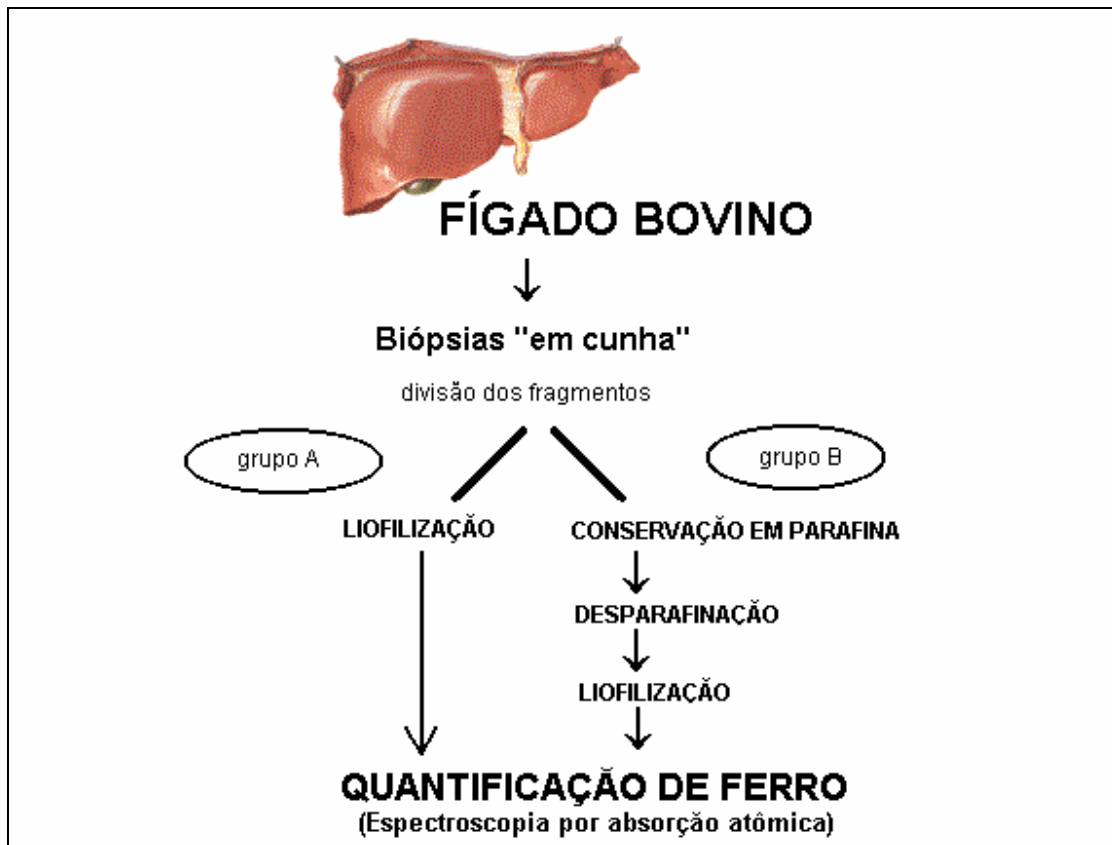 FÍGADO BOVINO
Biópsias "em cunha"
divisão dos fragmentos
grupo A
grupo B
LIOFILIZAÇÃO
CONSERVAÇÃO EM PARAFINA
DESPARAFINAÇÃO
LIOFILIZAÇÃO
QUANTIFICAÇÃO DE FERRO
(Espectroscopia por absorção atômica)